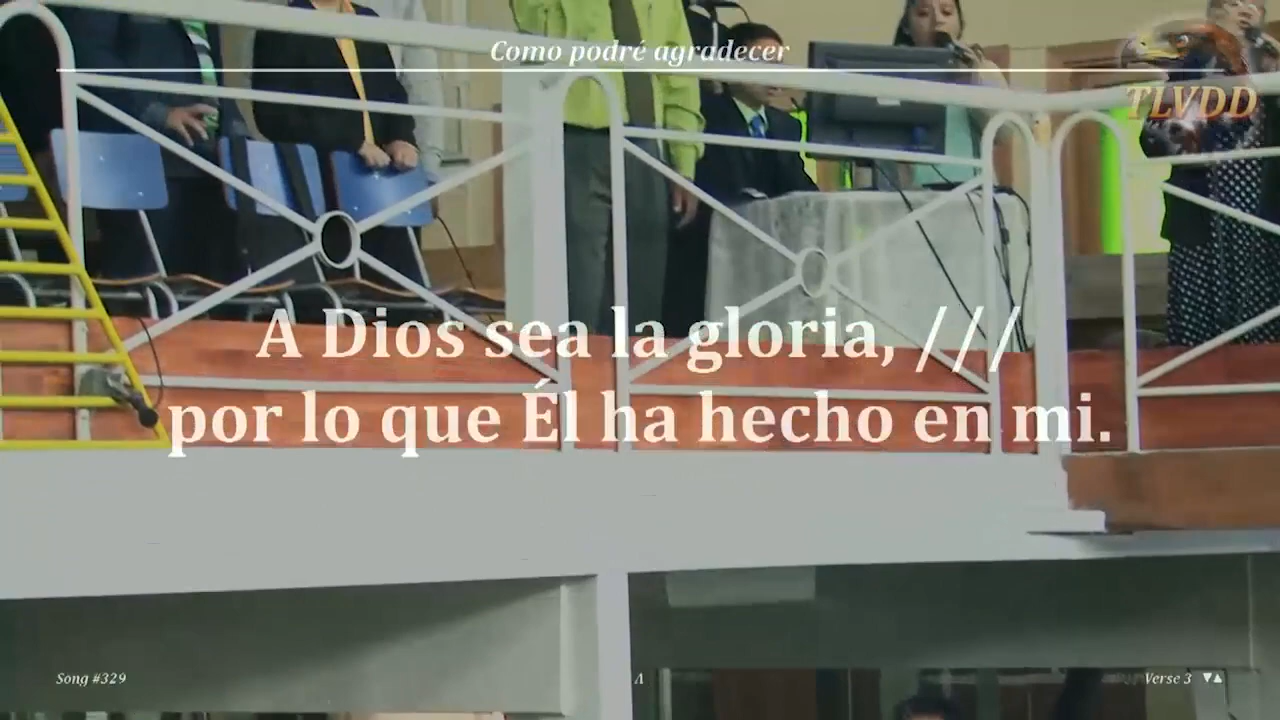 Como podré agradecer
TLVDD
A Dios sea la gloria, ///
por lo que Él ha hecho en mi.
Song #329
Verse 3 ▼▲